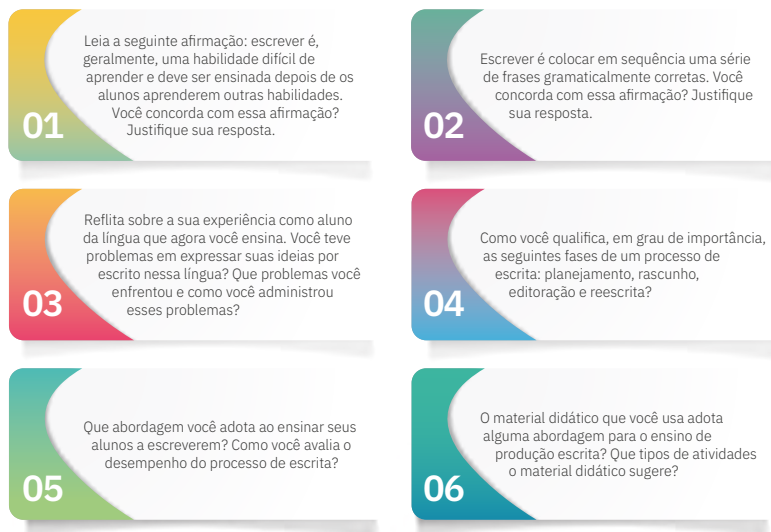 01
Leia a seguinte afirmação: escrever é,
geralmente, uma habilidade difícil de
aprender e deve ser ensinada depois de os
alunos aprenderem outras habilidades.
Você concorda com essa afirmação?
Justifique sua resposta.
02
Escrever é colocar em sequência uma série
de frases gramaticalmente corretas. Você
concorda com essa afirmação? Justifique
sua resposta.
03
Reflita sobre a sua experiência como aluno
da língua que agora você ensina. Você teve
problemas em expressar suas ideias por
escrito nessa língua? Que problemas você
enfrentou e como você administrou
esses problemas?
04
Como você qualifica, em grau de importância,
as seguintes fases de um processo de
escrita: planejamento, rascunho,
editoração e reescrita?
05
Que abordagem você adota ao ensinar seus
alunos a escreverem? Como você avalia o
desempenho do processo de escrita?
06
O material didático que você usa adota
alguma abordagem para o ensino de
produção escrita? Que tipos de atividades
o material didático sugere?